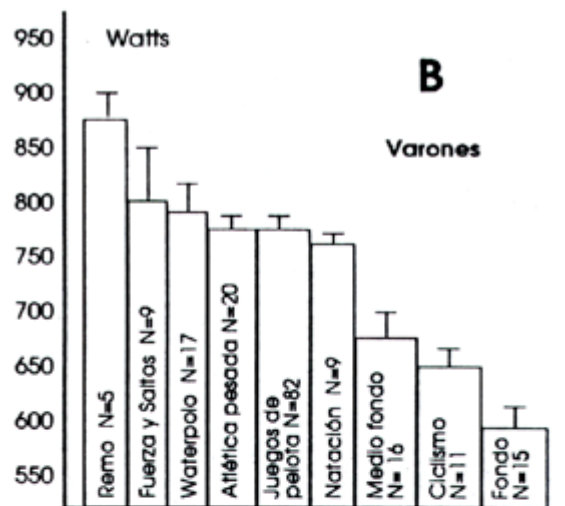 Watts
B
Varones
950
900
850
800
750
700
650
600
550
Remo N=5
Fuerza y Saltos N=9
Waterpolo N=17
Atlética pesada N=20
Juegos de
pelota N=82
Natación N=9
Medio fondo
N= 16
Ciclismo
N=11
Fondo
N=15